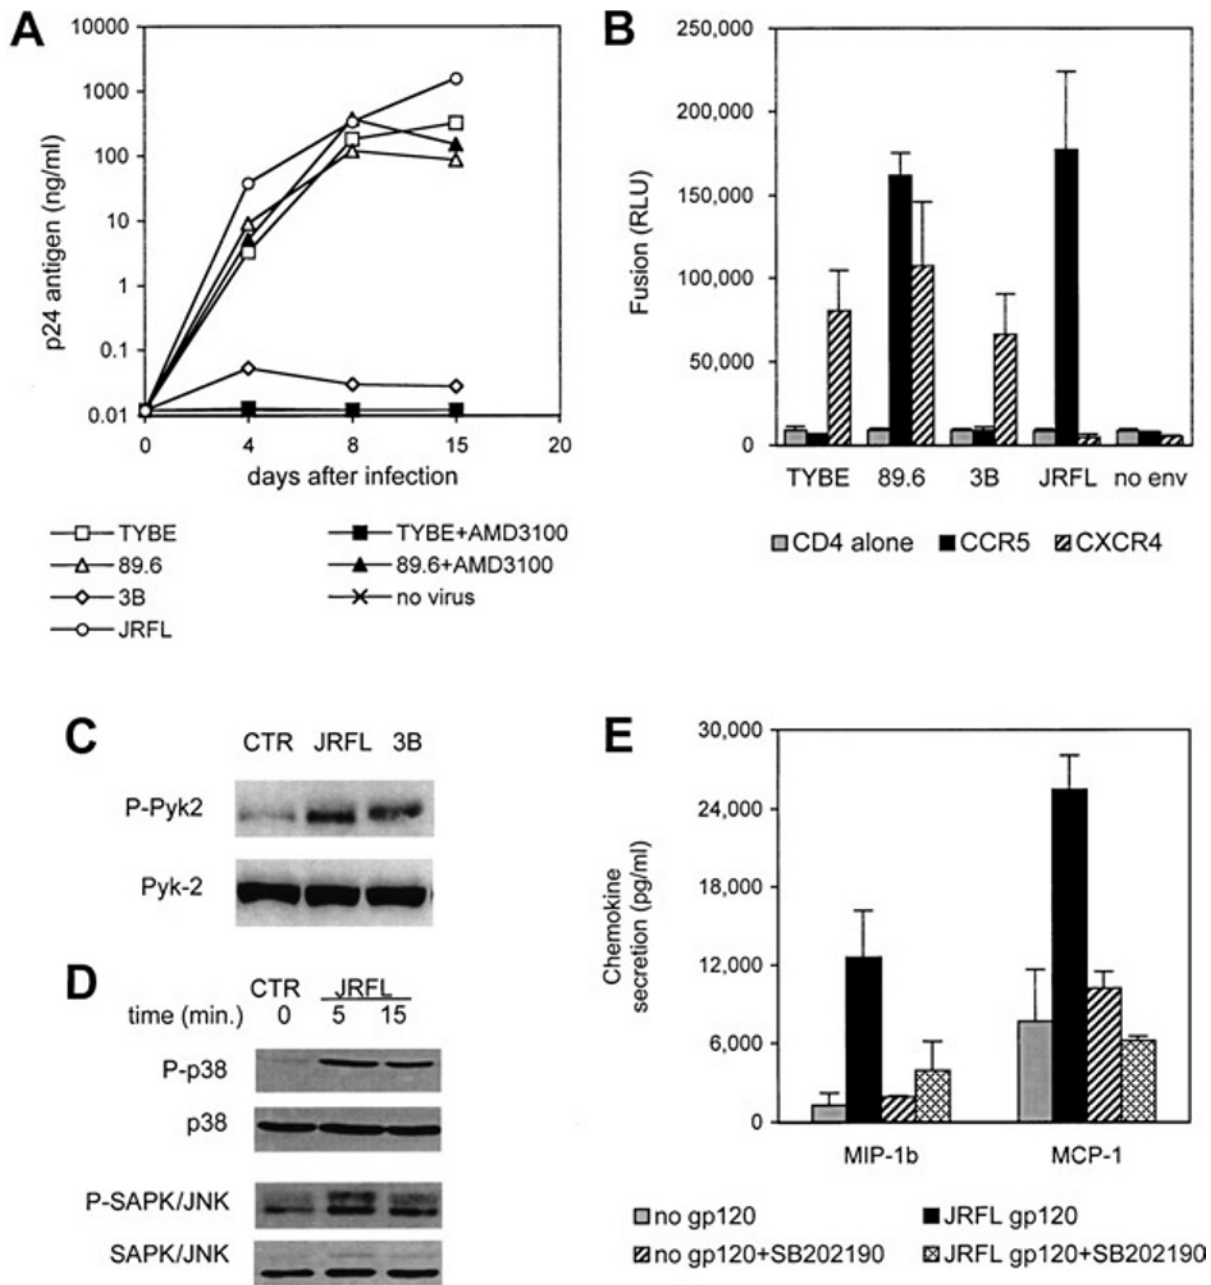 A
10000
1000
100
10
1
0.1
0.01
p24 antigen (ng/ml)
0 4 8 15 20
days after infection
TYBE
89.6
3B
JRFL
TYBE+AMD3100
89.6+AMD3100
no virus
B
250,000
200,000
150,000
100,000
50,000
0
Fusion (RLU)
TYBE 89.6 3B JRFL no env
CD4 alone CCR5 CXCR4
C
CTR JRFL 3B
P-Pyk2
Pyk-2
D
CTR JRFL
time (min.) 0 5 15
P-p38
p38
P-SAPK/JNK
SAPK/JNK
E
30,000
24,000
18,000
12,000
6,000
0
Chemokine
secretion (pg/ml)
MIP-1b MCP-1
no gp120 JRFL gp120
no gp120+SB202190 JRFL gp120+SB202190